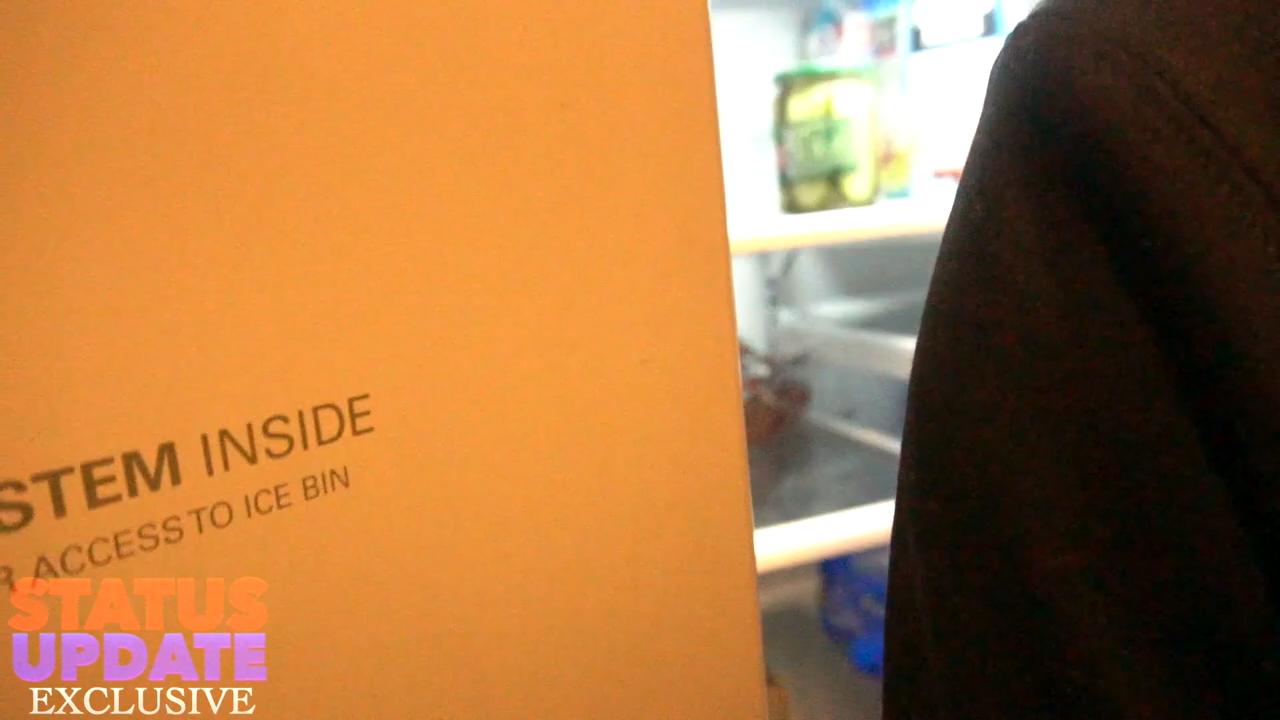 STEM INSIDE
R ACCESS TO ICE BIN
STATUS
UPDATE
EXCLUSIVE